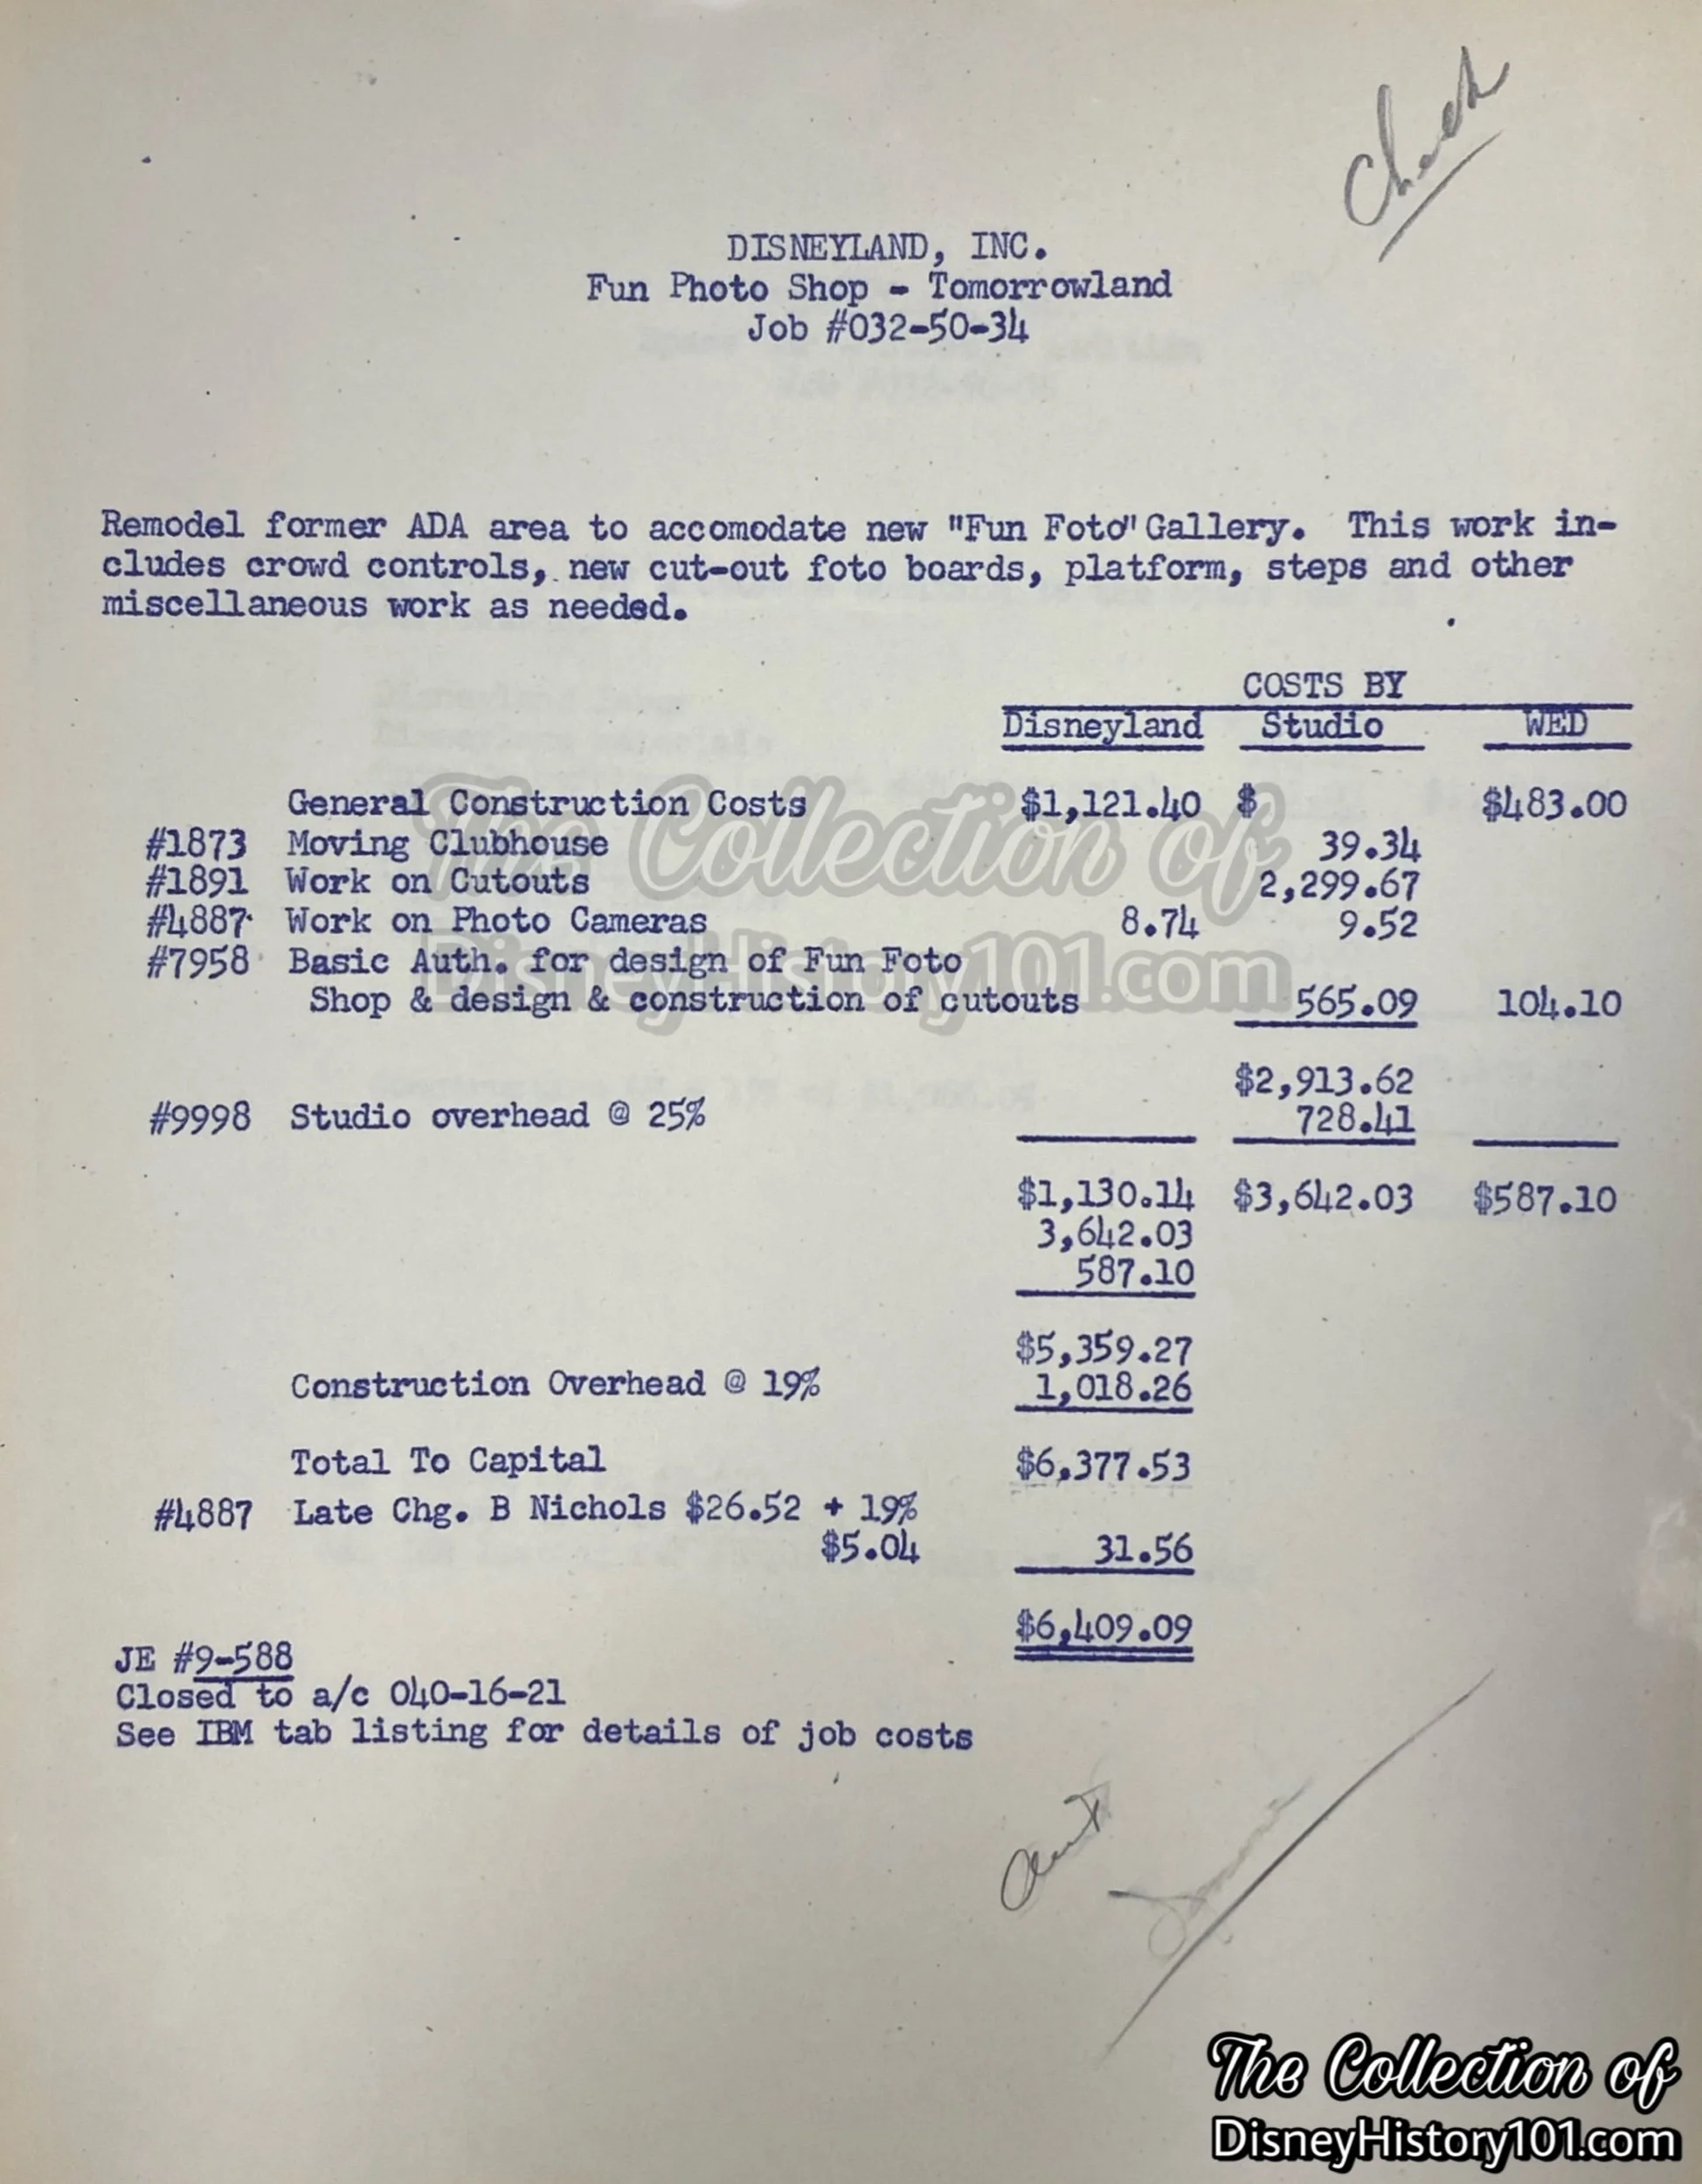 Check
DISNEYLAND, INC.
Fun Photo Shop - Tomorrowland
Job #032-50-34
Remodel former ADA area to accomodate new "Fun Foto" Gallery. This work in-
cludes crowd controls, new cut-out foto boards, platform, steps and other
miscellaneous work as needed.
COSTS BY
Disneyland Studio WED
General Construction Costs $1,121.40 $ $483.00
#1873 Moving Clubhouse 39.34
#1891 Work on Cutouts 2,299.67
#4887 Work on Photo Cameras 8.74 9.52
#7958 Basic Auth. for design of Fun Foto
Shop & design & construction of cutouts 565.09 104.10
$2,913.62
#9998 Studio overhead @ 25% 728.41
$1,130.14 $3,642.03 $587.10
3,642.03
587.10
$5,359.27
Construction Overhead @ 19% 1,018.26
Total To Capital $6,377.53
#4887 Late Chg. B Nichols $26.52 + 19%
$5.04 31.56
$6,409.09
JE #9-588
Closed to a/c 040-16-21
See IBM tab listing for details of job costs
The Collection of
DisneyHistory101.com
The Collection of
DisneyHistory101.com